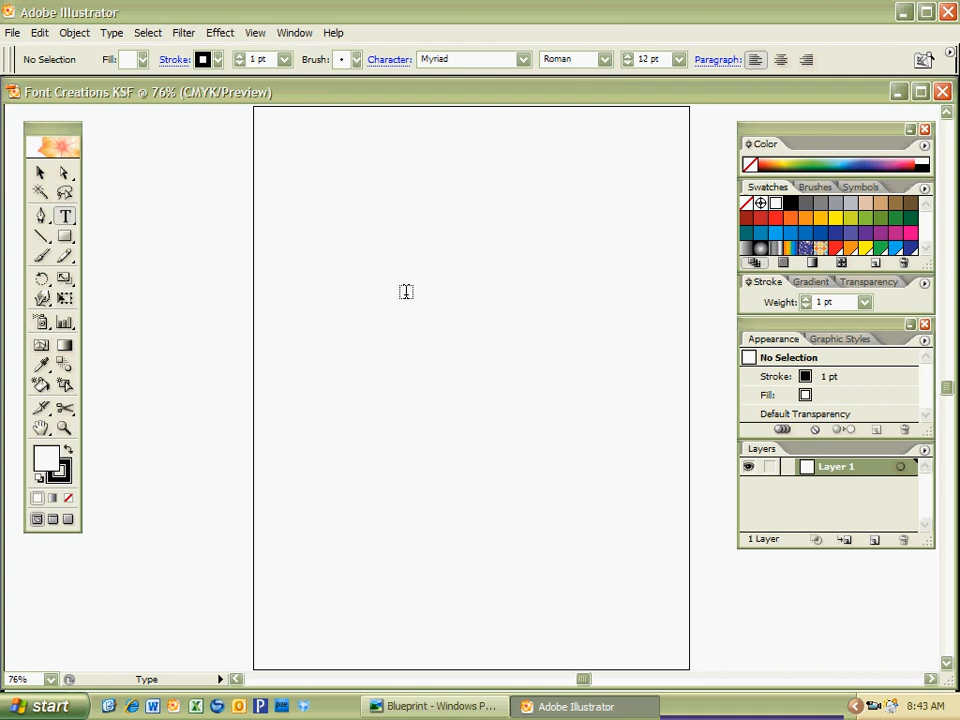 Adobe Illustrator
File Edit Object Type Select Filter Effect View Window Help
No Selection Fill: Stroke: 1 pt Brush: Character: Myriad Roman 12 pt Paragraph:
Font Creations KSF @ 76% (CMYK/Preview)
Color
Swatches Brushes Symbols
T
Stroke Gradient Transparency
Weight: 1 pt
Appearance Graphic Styles
No Selection
Stroke: 1 pt
Fill:
Default Transparency
Layers
Layer 1
1 Layer
76% Type
start Blueprint - Windows P... Adobe Illustrator 8:43 AM